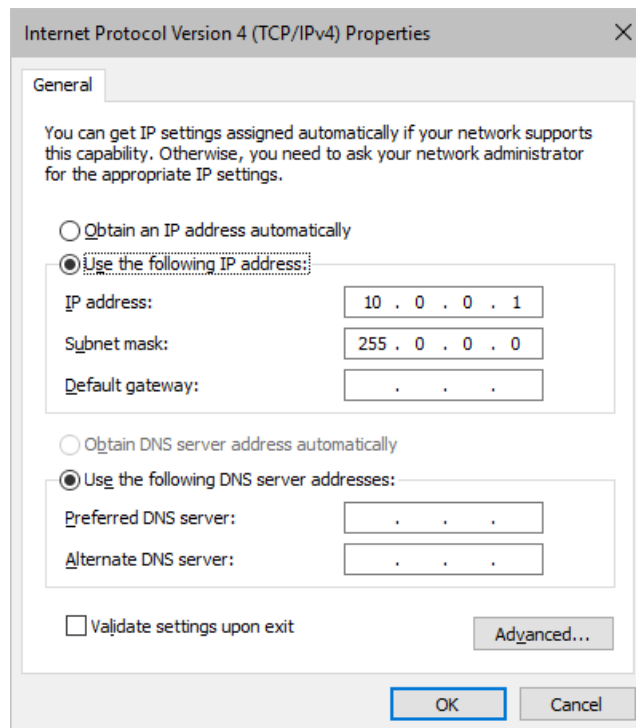 Internet Protocol Version 4 (TCP/IPv4) Properties
General
You can get IP settings assigned automatically if your network supports
this capability. Otherwise, you need to ask your network administrator
for the appropriate IP settings.
Obtain an IP address automatically
Use the following IP address:
IP address: 10 . 0 . 0 . 1
Subnet mask: 255 . 0 . 0 . 0
Default gateway: . . .
Obtain DNS server address automatically
Use the following DNS server addresses:
Preferred DNS server: . . .
Alternate DNS server: . . .
Validate settings upon exit
Advanced...
OK Cancel